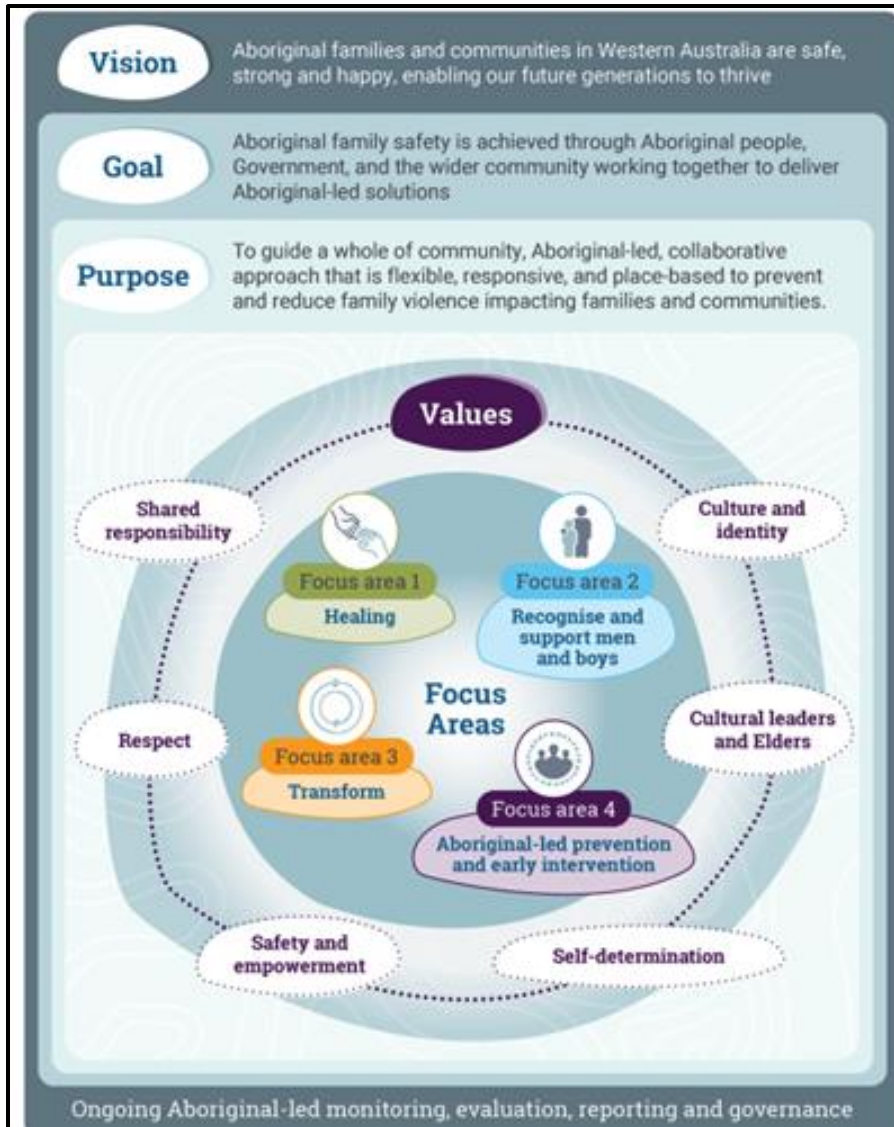 Vision
Aboriginal families and communities in Western Australia are safe,
strong and happy, enabling our future generations to thrive
Goal
Aboriginal family safety is achieved through Aboriginal people,
Government, and the wider community working together to deliver
Aboriginal-led solutions
Purpose
To guide a whole of community, Aboriginal-led, collaborative
approach that is flexible, responsive, and place-based to prevent
and reduce family violence impacting families and communities.
Values
Shared
responsibility
Culture and
identity
Focus area 1
Healing
Focus area 2
Recognise and
support men
and boys
Focus
Areas
Respect
Cultural leaders
and Elders
Focus area 3
Transform
Focus area 4
Aboriginal-led prevention
and early intervention
Safety and
empowerment
Self-determination
Ongoing Aboriginal-led monitoring, evaluation, reporting and governance